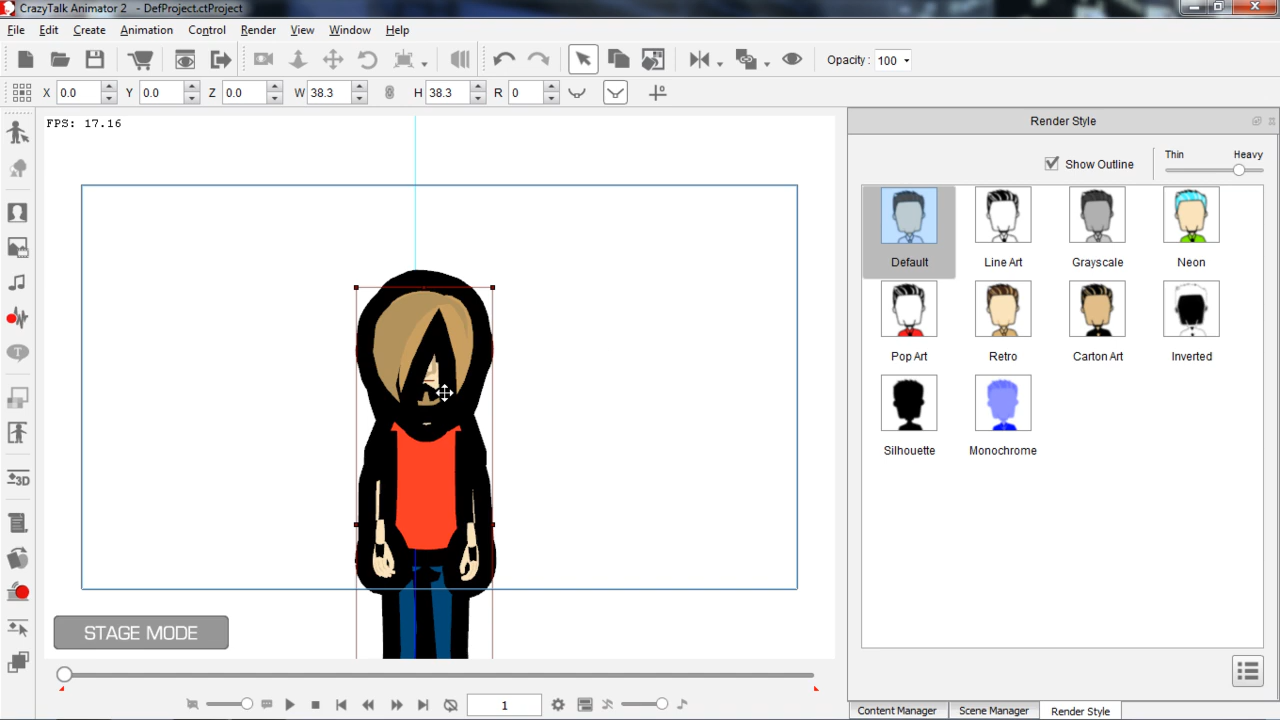 CrazyTalk Animator 2 - DefProject.ctProject
File Edit Create Animation Control Render View Window Help
Opacity : 100
X 0.0 Y 0.0 Z 0.0 W 38.3 H 38.3 R 0
FPS: 17.16
Render Style
Show Outline Thin Heavy
Default Line Art Grayscale Neon
Pop Art Retro Carton Art Inverted
Silhouette Monochrome
3D
STAGE MODE
1
Content Manager Scene Manager Render Style